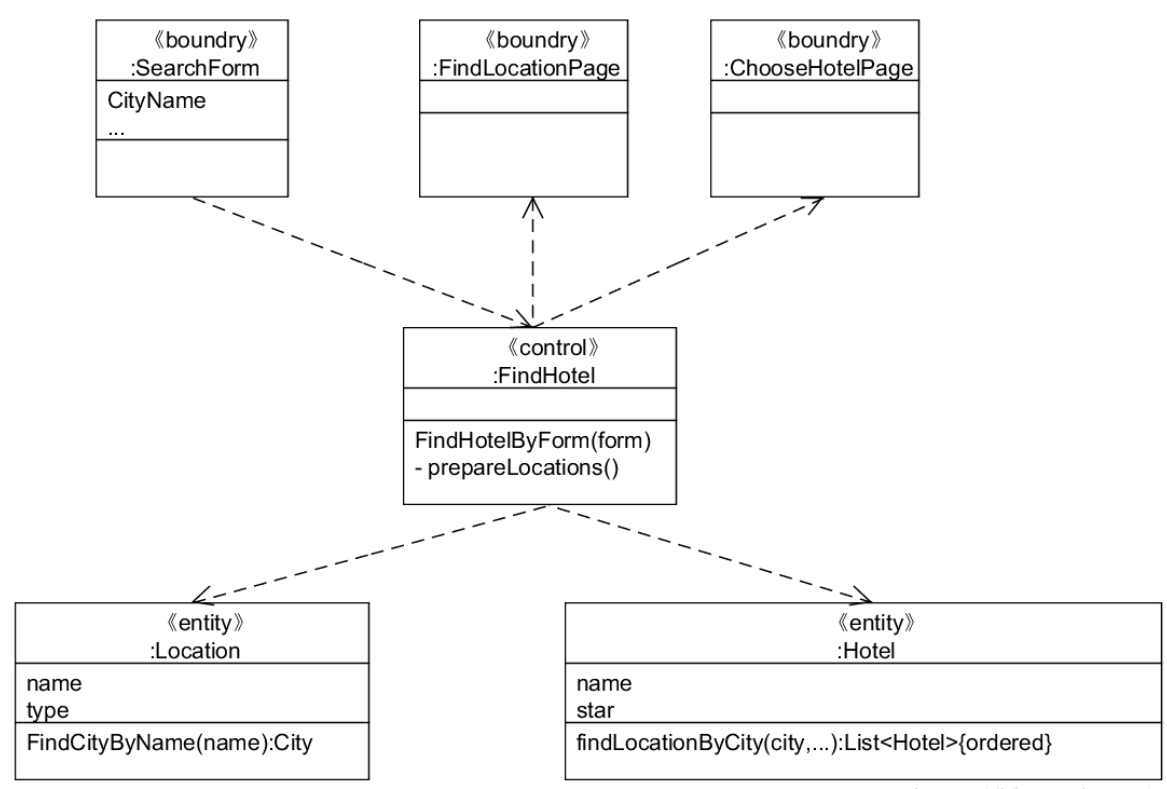 《boundry》
:SearchForm
CityName
...
《boundry》
:FindLocationPage
《boundry》
:ChooseHotelPage
《control》
:FindHotel
FindHotelByForm(form)
- prepareLocations()
《entity》
:Location
name
type
FindCityByName(name):City
《entity》
:Hotel
name
star
findLocationByCity(city,...):List<Hotel>{ordered}